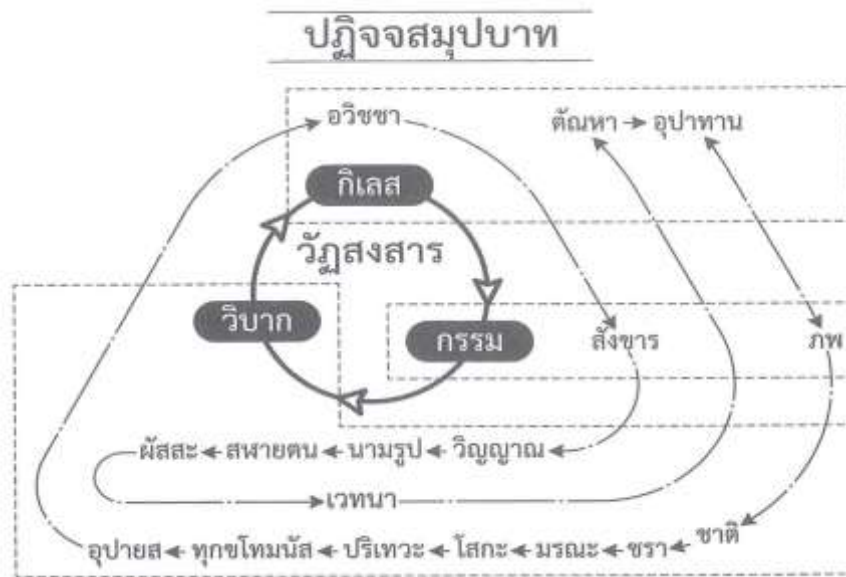 ปฏิจจสมุปบาท
อวิชชา
ตัณหา → อุปาทาน
กิเลส
วัฏสงสาร
วิบาก
กรรม
สังขาร
ภพ
ผัสสะ ← สฬายตน ← นามรูป ← วิญญาณ
เวทนา
อุปายส ← ทุกขโทมนัส ← ปริเทวะ ← โสกะ ← มรณะ ← ชรา ← ชาติ